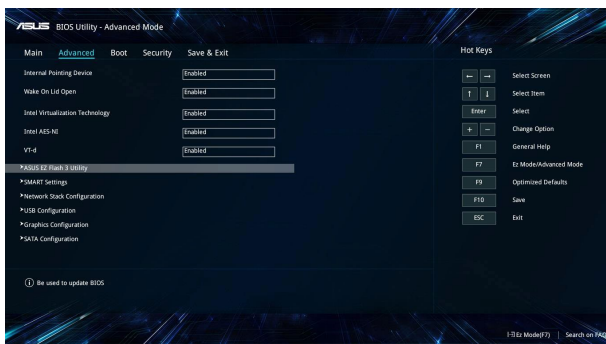 ASUS BIOS Utility - Advanced Mode
Main Advanced Boot Security Save & Exit
Hot Keys
Internal Pointing Device Enabled
Wake On Lid Open Enabled
Intel Virtualization Technology Enabled
Intel AES-NI Enabled
VT-d Enabled
ASUS EZ Flash 3 Utility
SMART Settings
Network Stack Configuration
USB Configuration
Graphics Configuration
SATA Configuration
← → Select Screen
↑ ↓ Select Item
Enter Select
+ − Change Option
F1 General Help
F7 Ez Mode/Advanced Mode
F9 Optimized Defaults
F10 Save
ESC Exit
Be used to update BIOS
Ez Mode(F7) | Search on FAQ